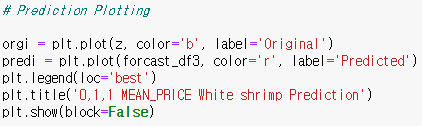 # Prediction Plotting
orgi = plt.plot(z, color='b', label='Original')
predi = plt.plot(forcast_df3, color='r', label='Predicted')
plt.legend(loc='best')
plt.title('0,1,1 MEAN_PRICE White shrimp Prediction')
plt.show(block=False)